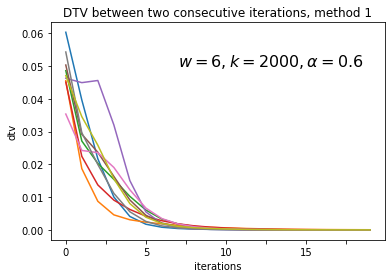 DTV between two consecutive iterations, method 1
w = 6, k = 2000, α = 0.6
dtv
0.06
0.05
0.04
0.03
0.02
0.01
0.00
0 5 10 15
iterations